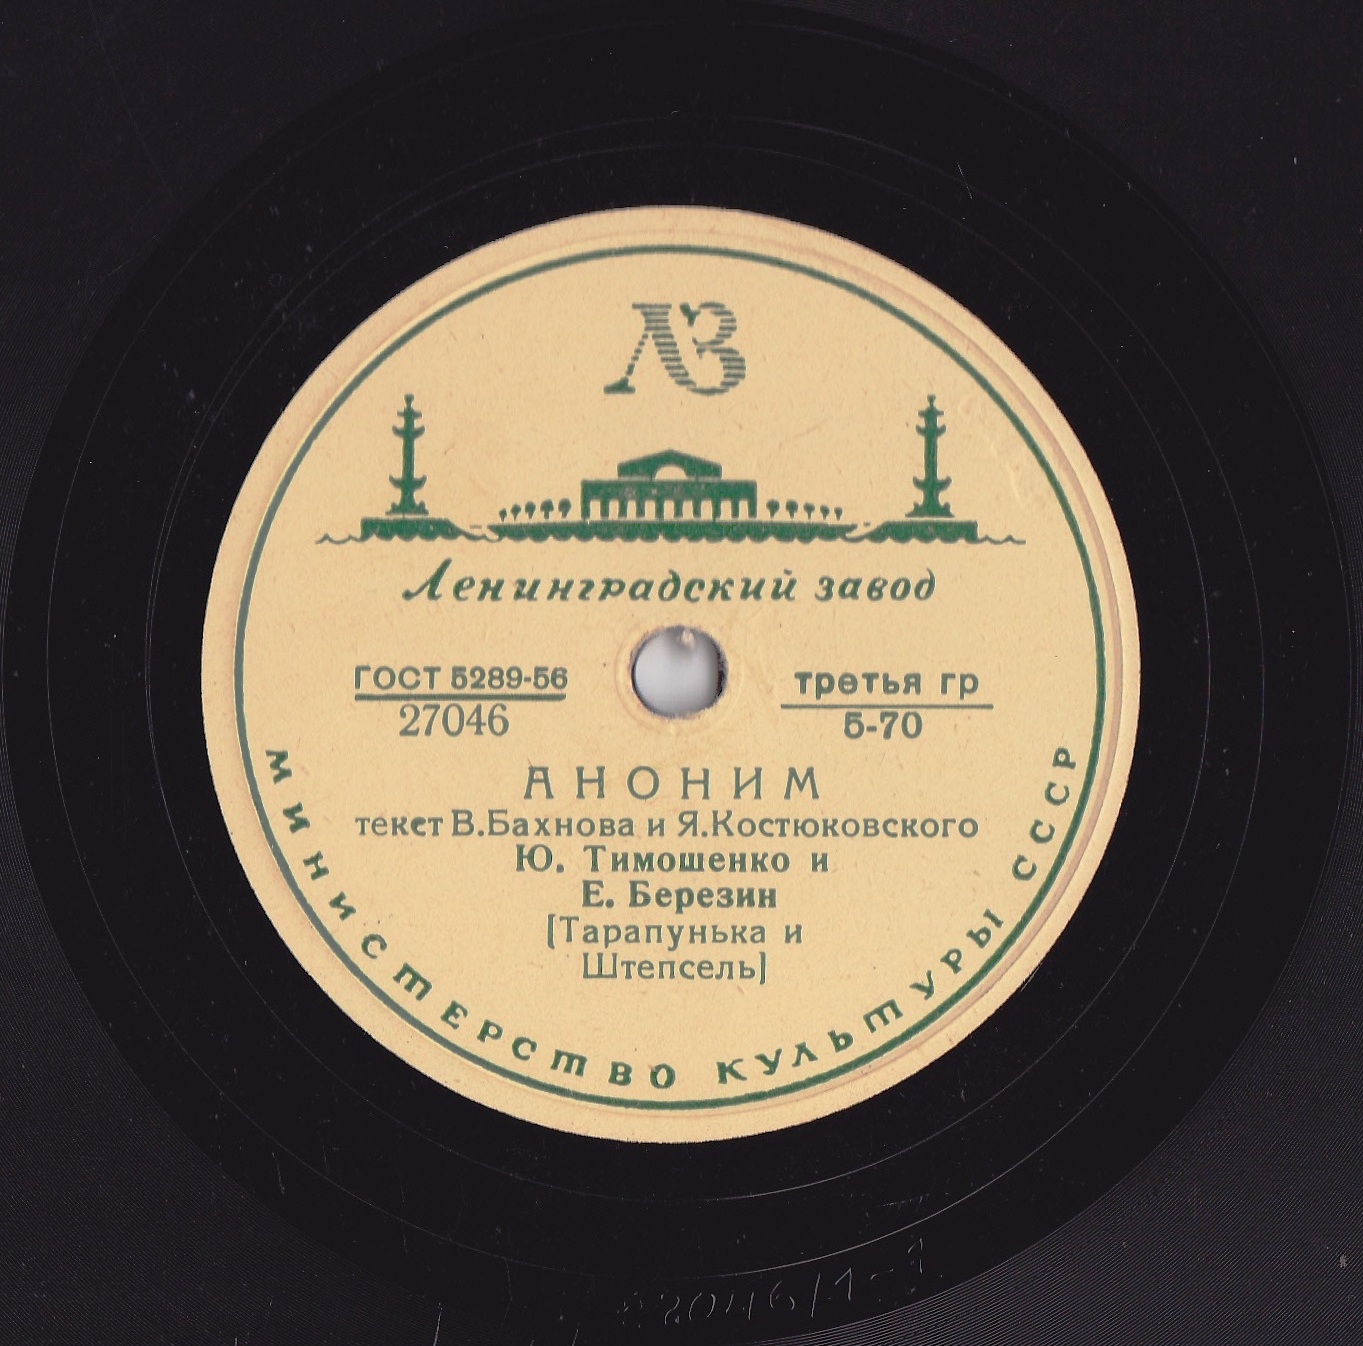 ЛЗ
Ленинградский завод
ГОСТ 5289-56
27046
третья гр
5-70
АНОНИМ
текст В.Бахнова и Я.Костюковского
Ю. Тимошенко и
Е. Березин
(Тарапунька и
Штепсель)
МИНИСТЕРСТВО КУЛЬТУРЫ СССР